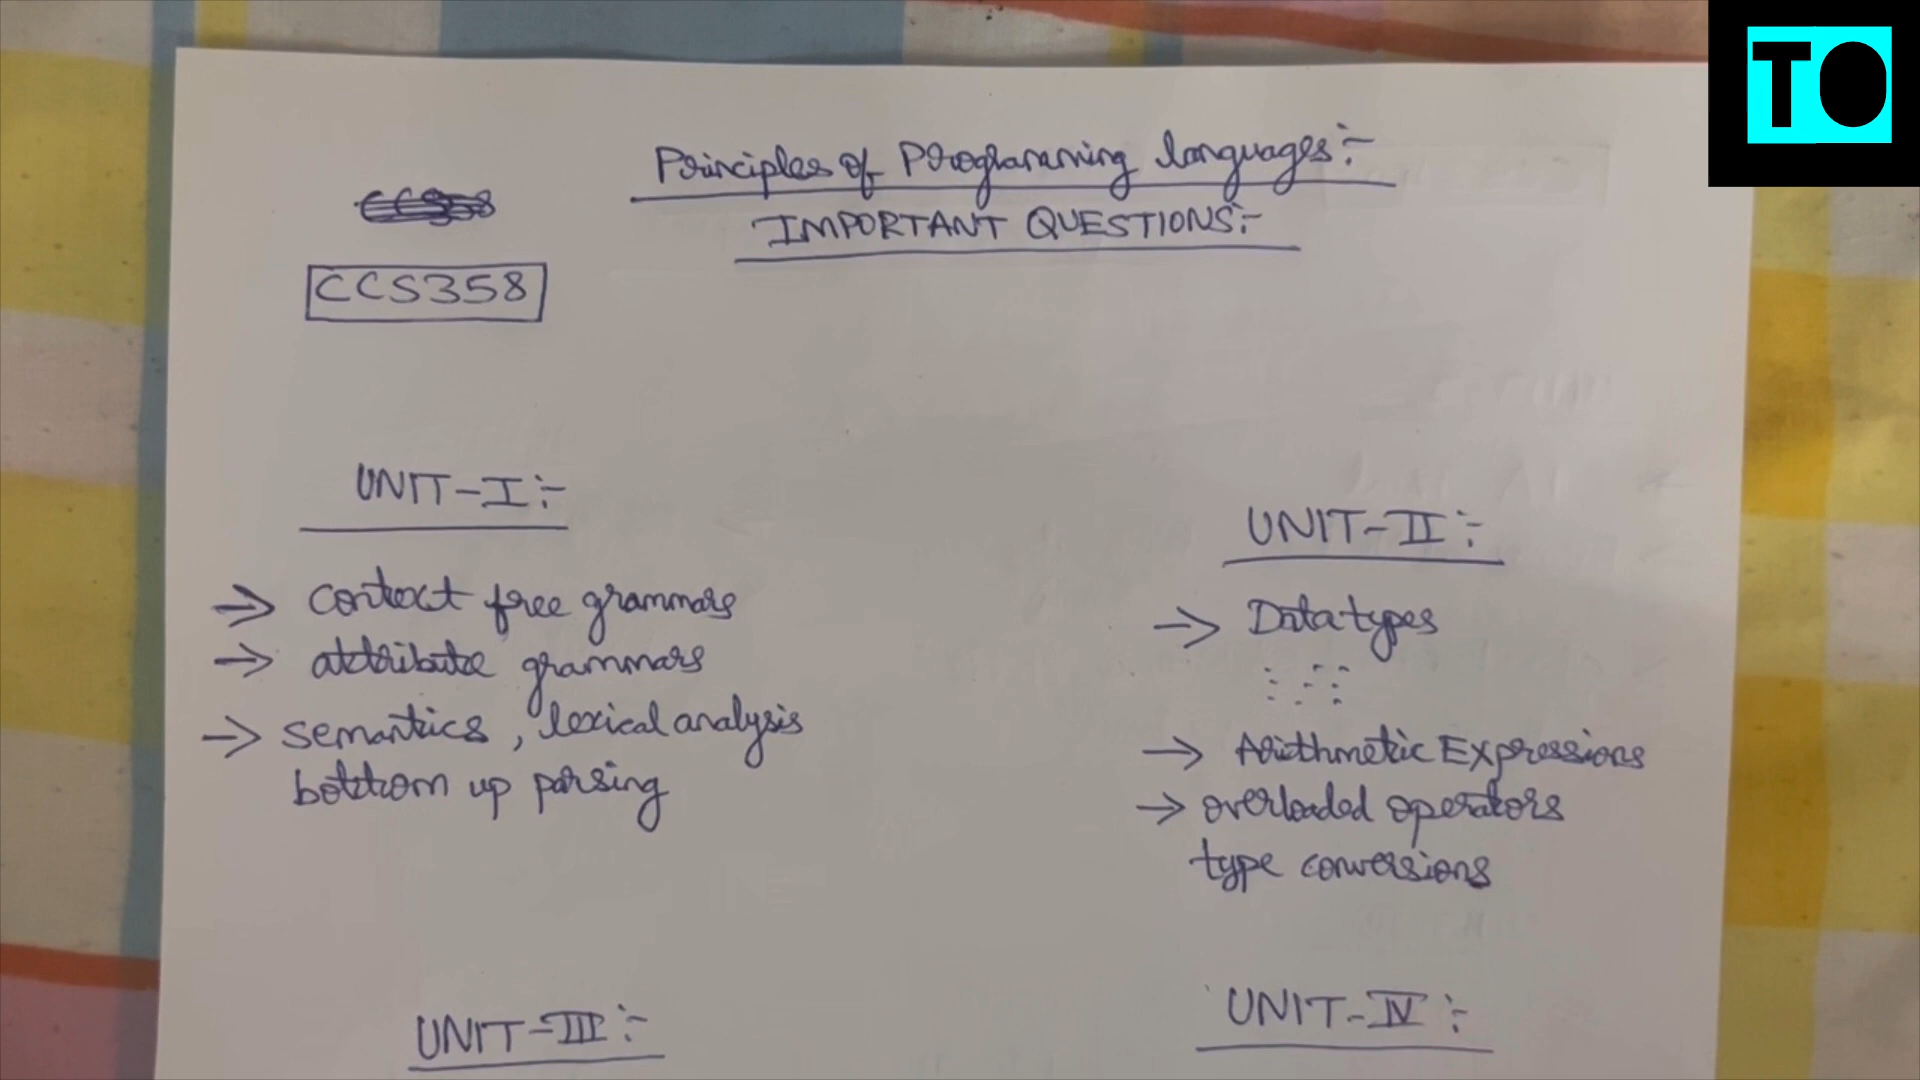 TO
Principles of Programming languages:-
IMPORTANT QUESTIONS:-
CCS358
UNIT-I:-
→ context free grammars
→ attribute grammars
→ semantics, lexical analysis
bottom up parsing
UNIT-II:-
→ Datatypes
→ Arithmetic Expressions
→ overloaded operators
type conversions
UNIT-III:-
UNIT-IV:-